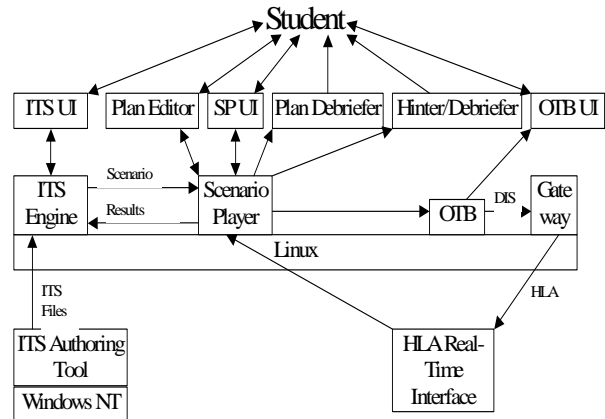 Student
ITS UI
Plan Editor
SP UI
Plan Debriefer
Hinter/Debriefer
OTB UI
ITS
Engine
Scenario
Results
Scenario
Player
OTB
DIS
Gate
way
Linux
ITS
Files
HLA
ITS Authoring
Tool
Windows NT
HLA Real-
Time
Interface